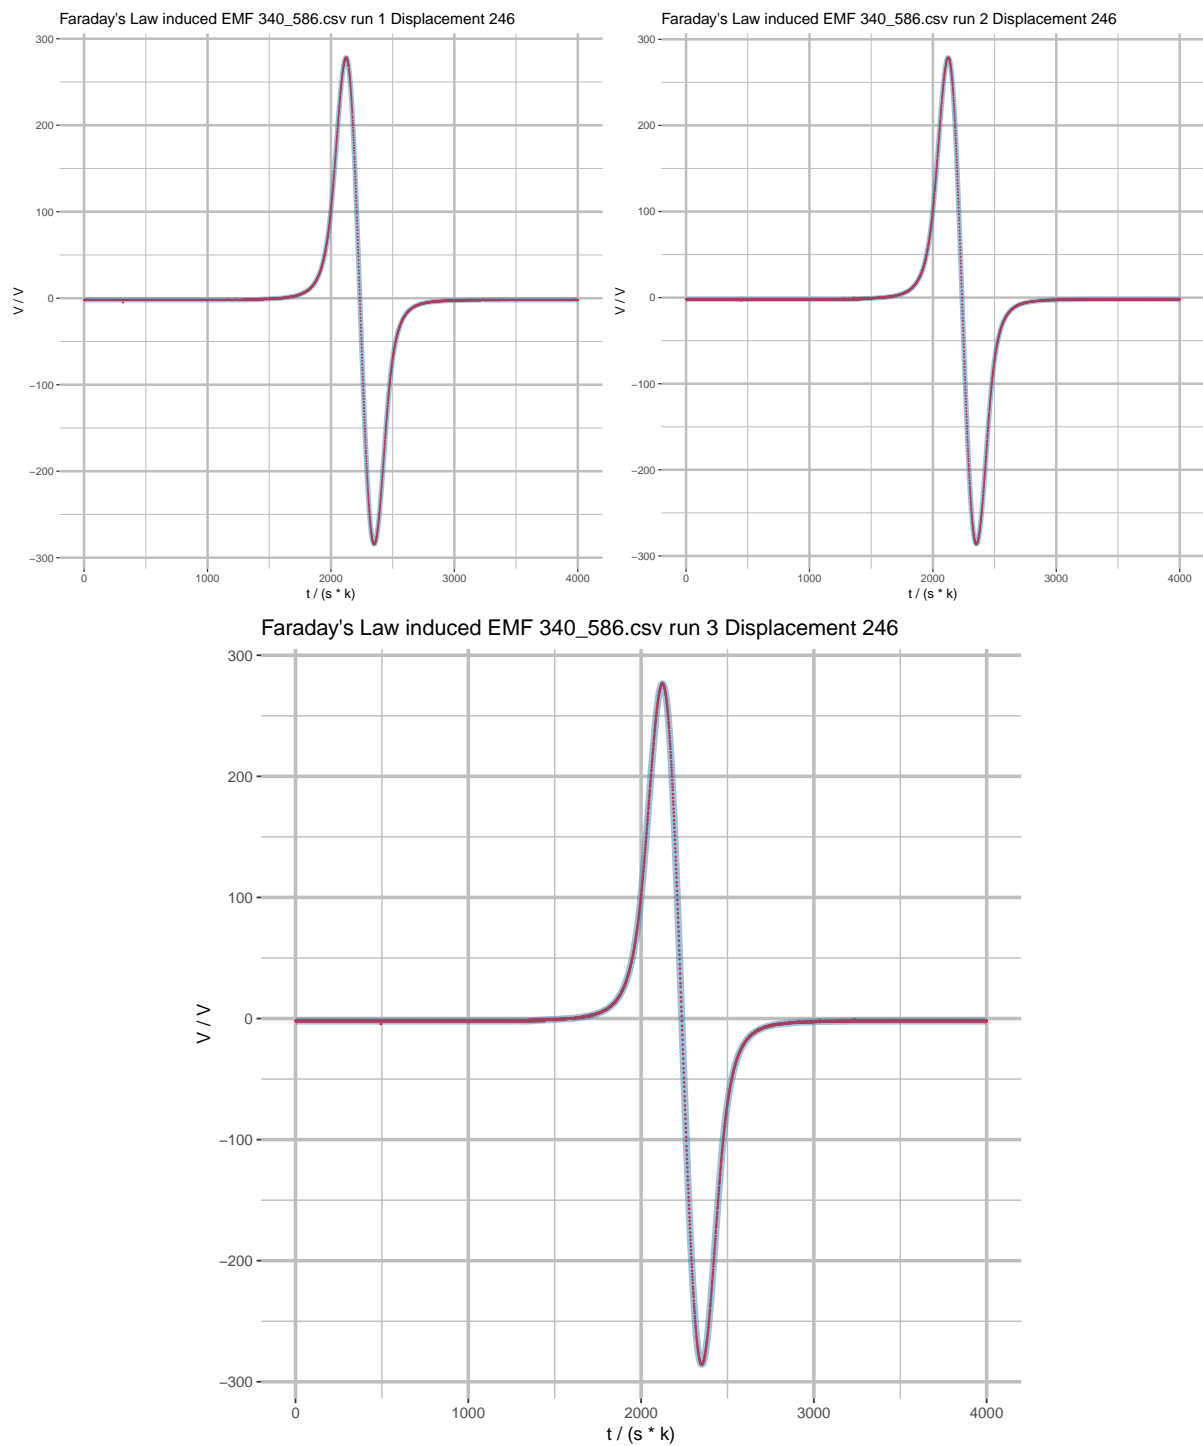 Faraday's Law induced EMF 340_586.csv run 1 Displacement 246
300
200
100
0
−100
−200
−300
V / V
0 1000 2000 3000 4000
t / (s * k)
Faraday's Law induced EMF 340_586.csv run 2 Displacement 246
300
200
100
0
−100
−200
−300
V / V
0 1000 2000 3000 4000
t / (s * k)
Faraday's Law induced EMF 340_586.csv run 3 Displacement 246
300
200
100
0
−100
−200
−300
V / V
0 1000 2000 3000 4000
t / (s * k)